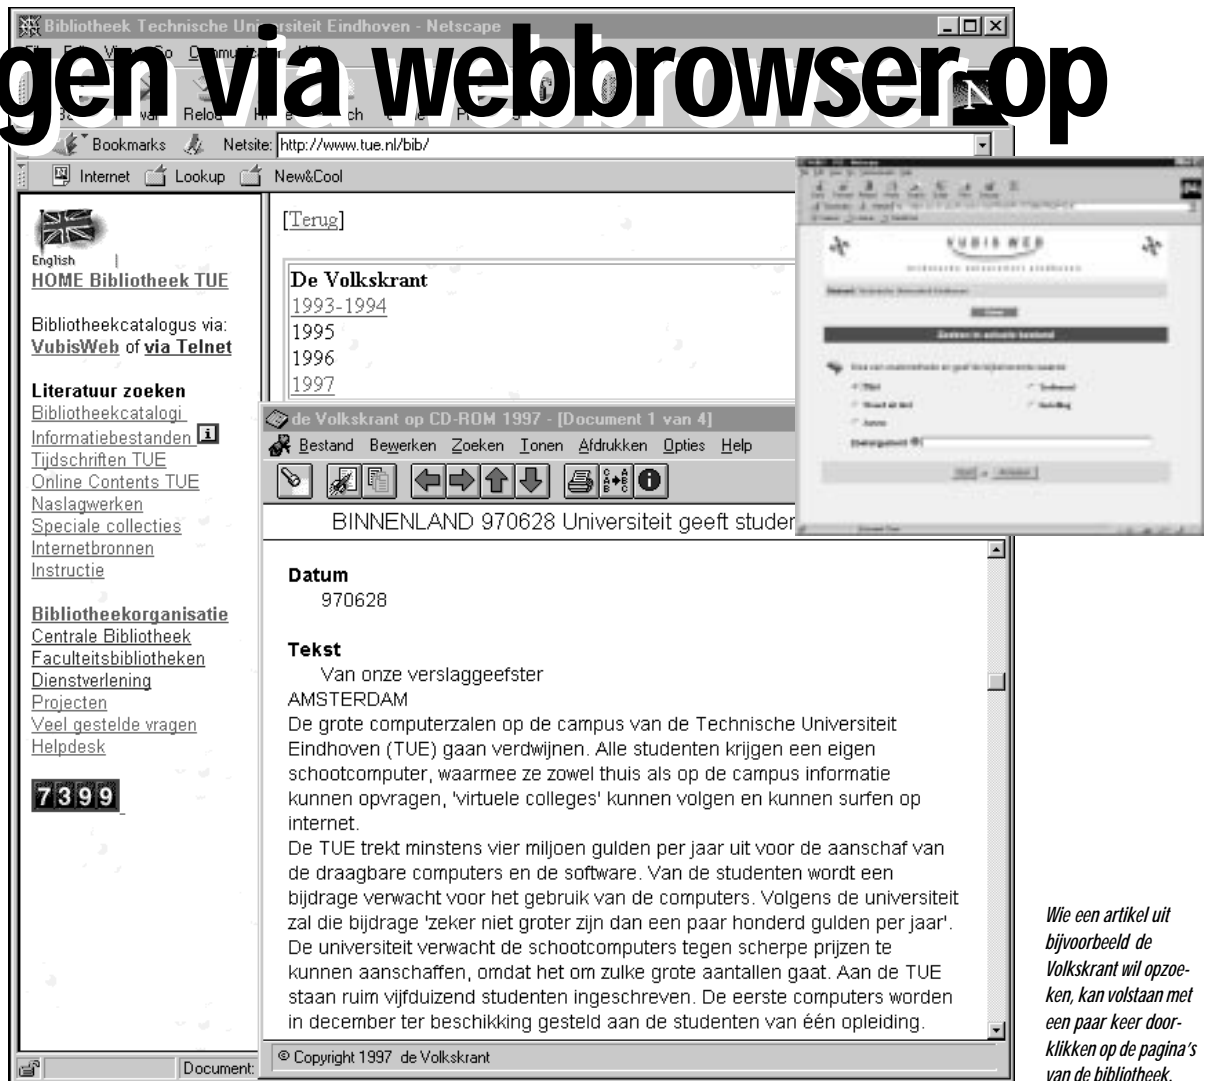 Bibliotheek Technische Universiteit Eindhoven - Netscape
gen via webbrowser op
Bookmarks Netsite: http://www.tue.nl/bib/
Internet Lookup New&Cool
English |
HOME Bibliotheek TUE
Bibliotheekcatalogus via:
VubisWeb of via Telnet
Literatuur zoeken
Bibliotheekcatalogi
Informatiebestanden
Tijdschriften TUE
Online Contents TUE
Naslagwerken
Speciale collecties
Internetbronnen
Instructie
Bibliotheekorganisatie
Centrale Bibliotheek
Faculteitsbibliotheken
Dienstverlening
Projecten
Veel gestelde vragen
Helpdesk
7399
Document:
[Terug]
De Volkskrant
1993-1994
1995
1996
1997
VUBIS WEB
de Volkskrant op CD-ROM 1997 - [Document 1 van 4]
Bestand Bewerken Zoeken Tonen Afdrukken Opties Help
BINNENLAND 970628 Universiteit geeft studen
Datum
970628
Tekst
Van onze verslaggeefster
AMSTERDAM
De grote computerzalen op de campus van de Technische Universiteit
Eindhoven (TUE) gaan verdwijnen. Alle studenten krijgen een eigen
schootcomputer, waarmee ze zowel thuis als op de campus informatie
kunnen opvragen, 'virtuele colleges' kunnen volgen en kunnen surfen op
internet.
De TUE trekt minstens vier miljoen gulden per jaar uit voor de aanschaf van
de draagbare computers en de software. Van de studenten wordt een
bijdrage verwacht voor het gebruik van de computers. Volgens de universiteit
zal die bijdrage 'zeker niet groter zijn dan een paar honderd gulden per jaar'.
De universiteit verwacht de schootcomputers tegen scherpe prijzen te
kunnen aanschaffen, omdat het om zulke grote aantallen gaat. Aan de TUE
staan ruim vijfduizend studenten ingeschreven. De eerste computers worden
in december ter beschikking gesteld aan de studenten van één opleiding.
© Copyright 1997 de Volkskrant
Wie een artikel uit
bijvoorbeeld de
Volkskrant wil opzoe-
ken, kan volstaan met
een paar keer door-
klikken op de pagina's
van de bibliotheek.